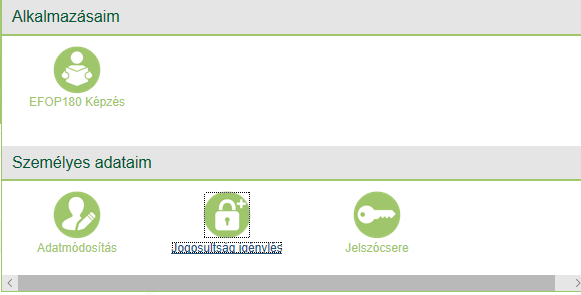 Alkalmazásaim
EFOP180 Képzés
Személyes adataim
Adatmódosítás
Jogosultság igénylés
Jelszócsere